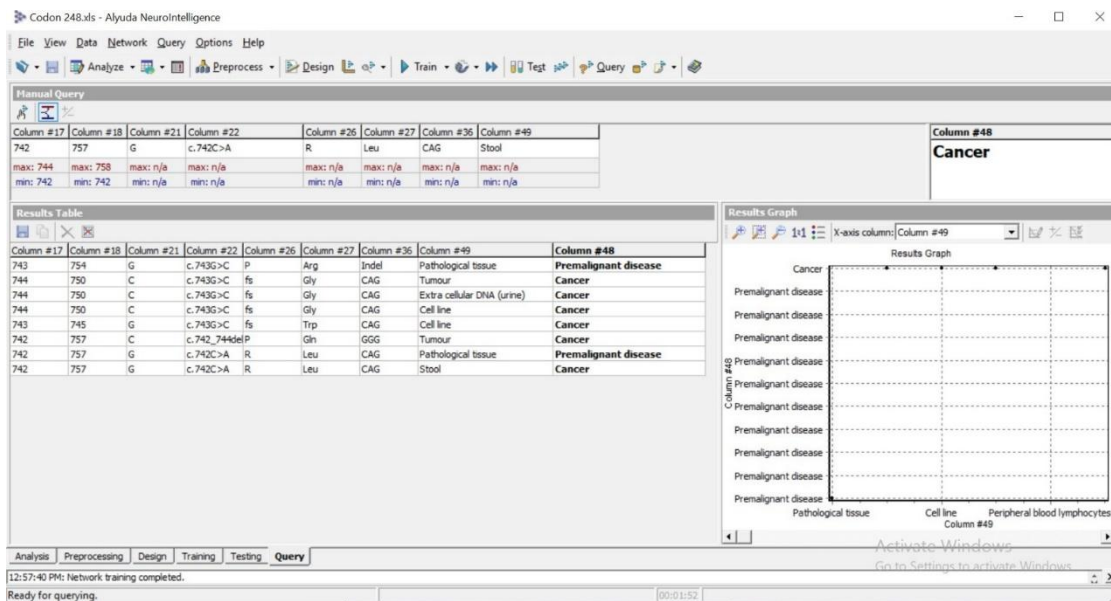 Codon 248.xls - Alyuda NeuroIntelligence
File View Data Network Query Options Help
Analyze Preprocess Design Train Test Query
Manual Query
Column #17 Column #18 Column #21 Column #22 Column #26 Column #27 Column #36 Column #49
742 757 G c.742C>A R Leu CAG Stool
max: 744 max: 758 max: n/a max: n/a max: n/a max: n/a max: n/a max: n/a
min: 742 min: 742 min: n/a min: n/a min: n/a min: n/a min: n/a min: n/a
Column #48
Cancer
Results Table
Column #17 Column #18 Column #21 Column #22 Column #26 Column #27 Column #36 Column #49 Column #48
743 754 G c.743G>C P Arg Indel Pathological tissue Premalignant disease
744 750 C c.743G>C fs Gly CAG Tumour Cancer
744 750 C c.743G>C fs Gly CAG Extra cellular DNA (urine) Cancer
744 750 C c.743G>C fs Gly CAG Cell line Cancer
743 745 G c.743G>C fs Trp CAG Cell line Cancer
742 757 C c.742_744del P Gln GGG Tumour Cancer
742 757 G c.742C>A R Leu CAG Pathological tissue Premalignant disease
742 757 G c.742C>A R Leu CAG Stool Cancer
Results Graph
1:1 X-axis column: Column #49
Results Graph
Cancer
Premalignant disease
Premalignant disease
Premalignant disease
Premalignant disease
Premalignant disease
Premalignant disease
Premalignant disease
Premalignant disease
Premalignant disease
Premalignant disease
Column #48
Pathological tissue Cell line Peripheral blood lymphocytes
Column #49
Analysis Preprocessing Design Training Testing Query
Activate Windows
Go to Settings to activate Windows.
12:57:40 PM: Network training completed.
Ready for querying. 00:01:52